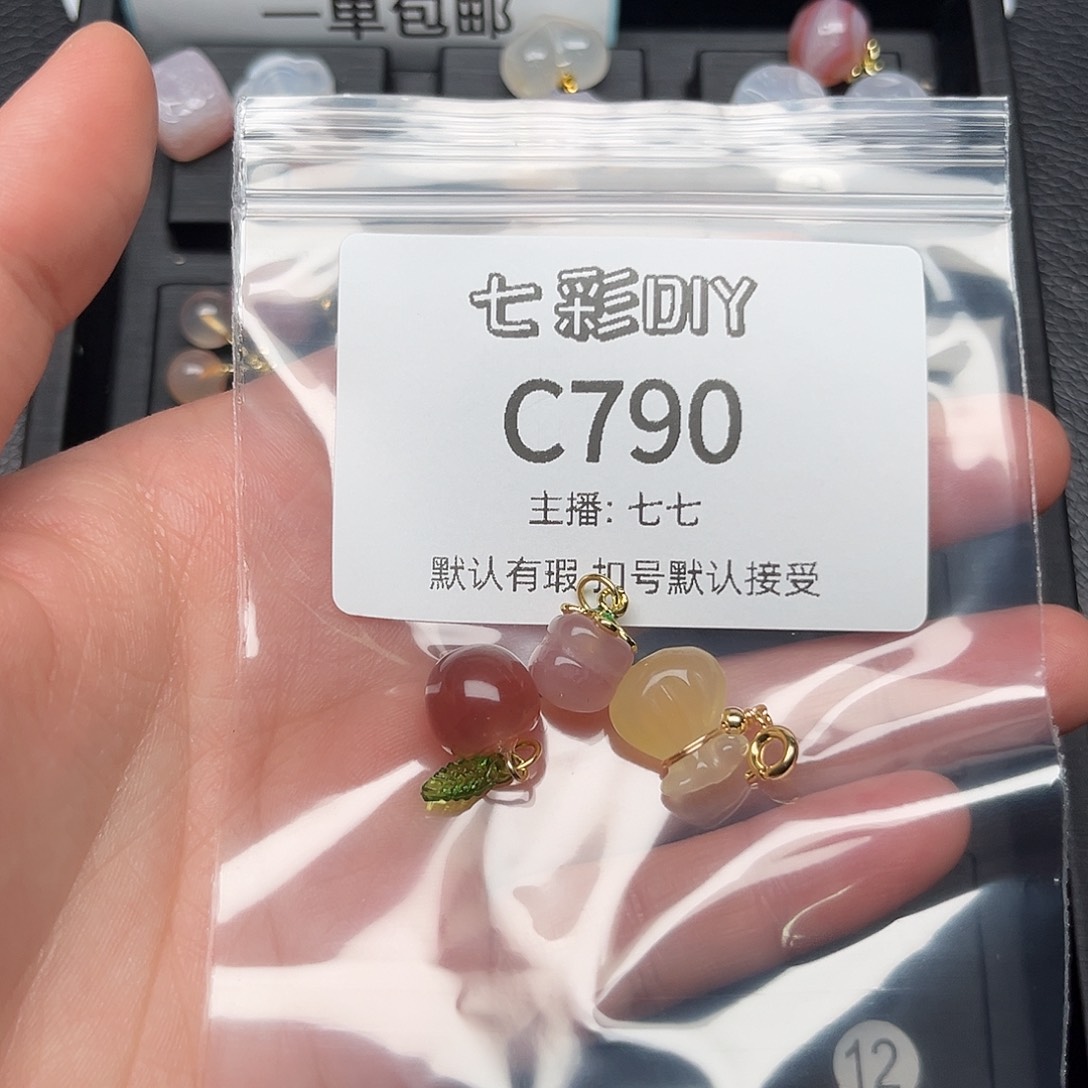 一单包邮
七彩DIY
C790
主播: 七七
默认有瑕 扣号默认接受
12